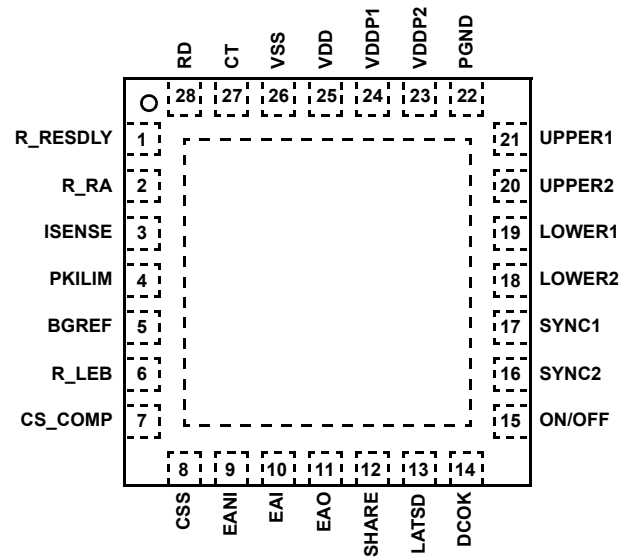 RD
CT
VSS
VDD
VDDP1
VDDP2
PGND
28 27 26 25 24 23 22
R_RESDLY 1 21 UPPER1
R_RA 2 20 UPPER2
ISENSE 3 19 LOWER1
PKILIM 4 18 LOWER2
BGREF 5 17 SYNC1
R_LEB 6 16 SYNC2
CS_COMP 7 15 ON/OFF
8 9 10 11 12 13 14
CSS
EANI
EAI
EAO
SHARE
LATSD
DCOK